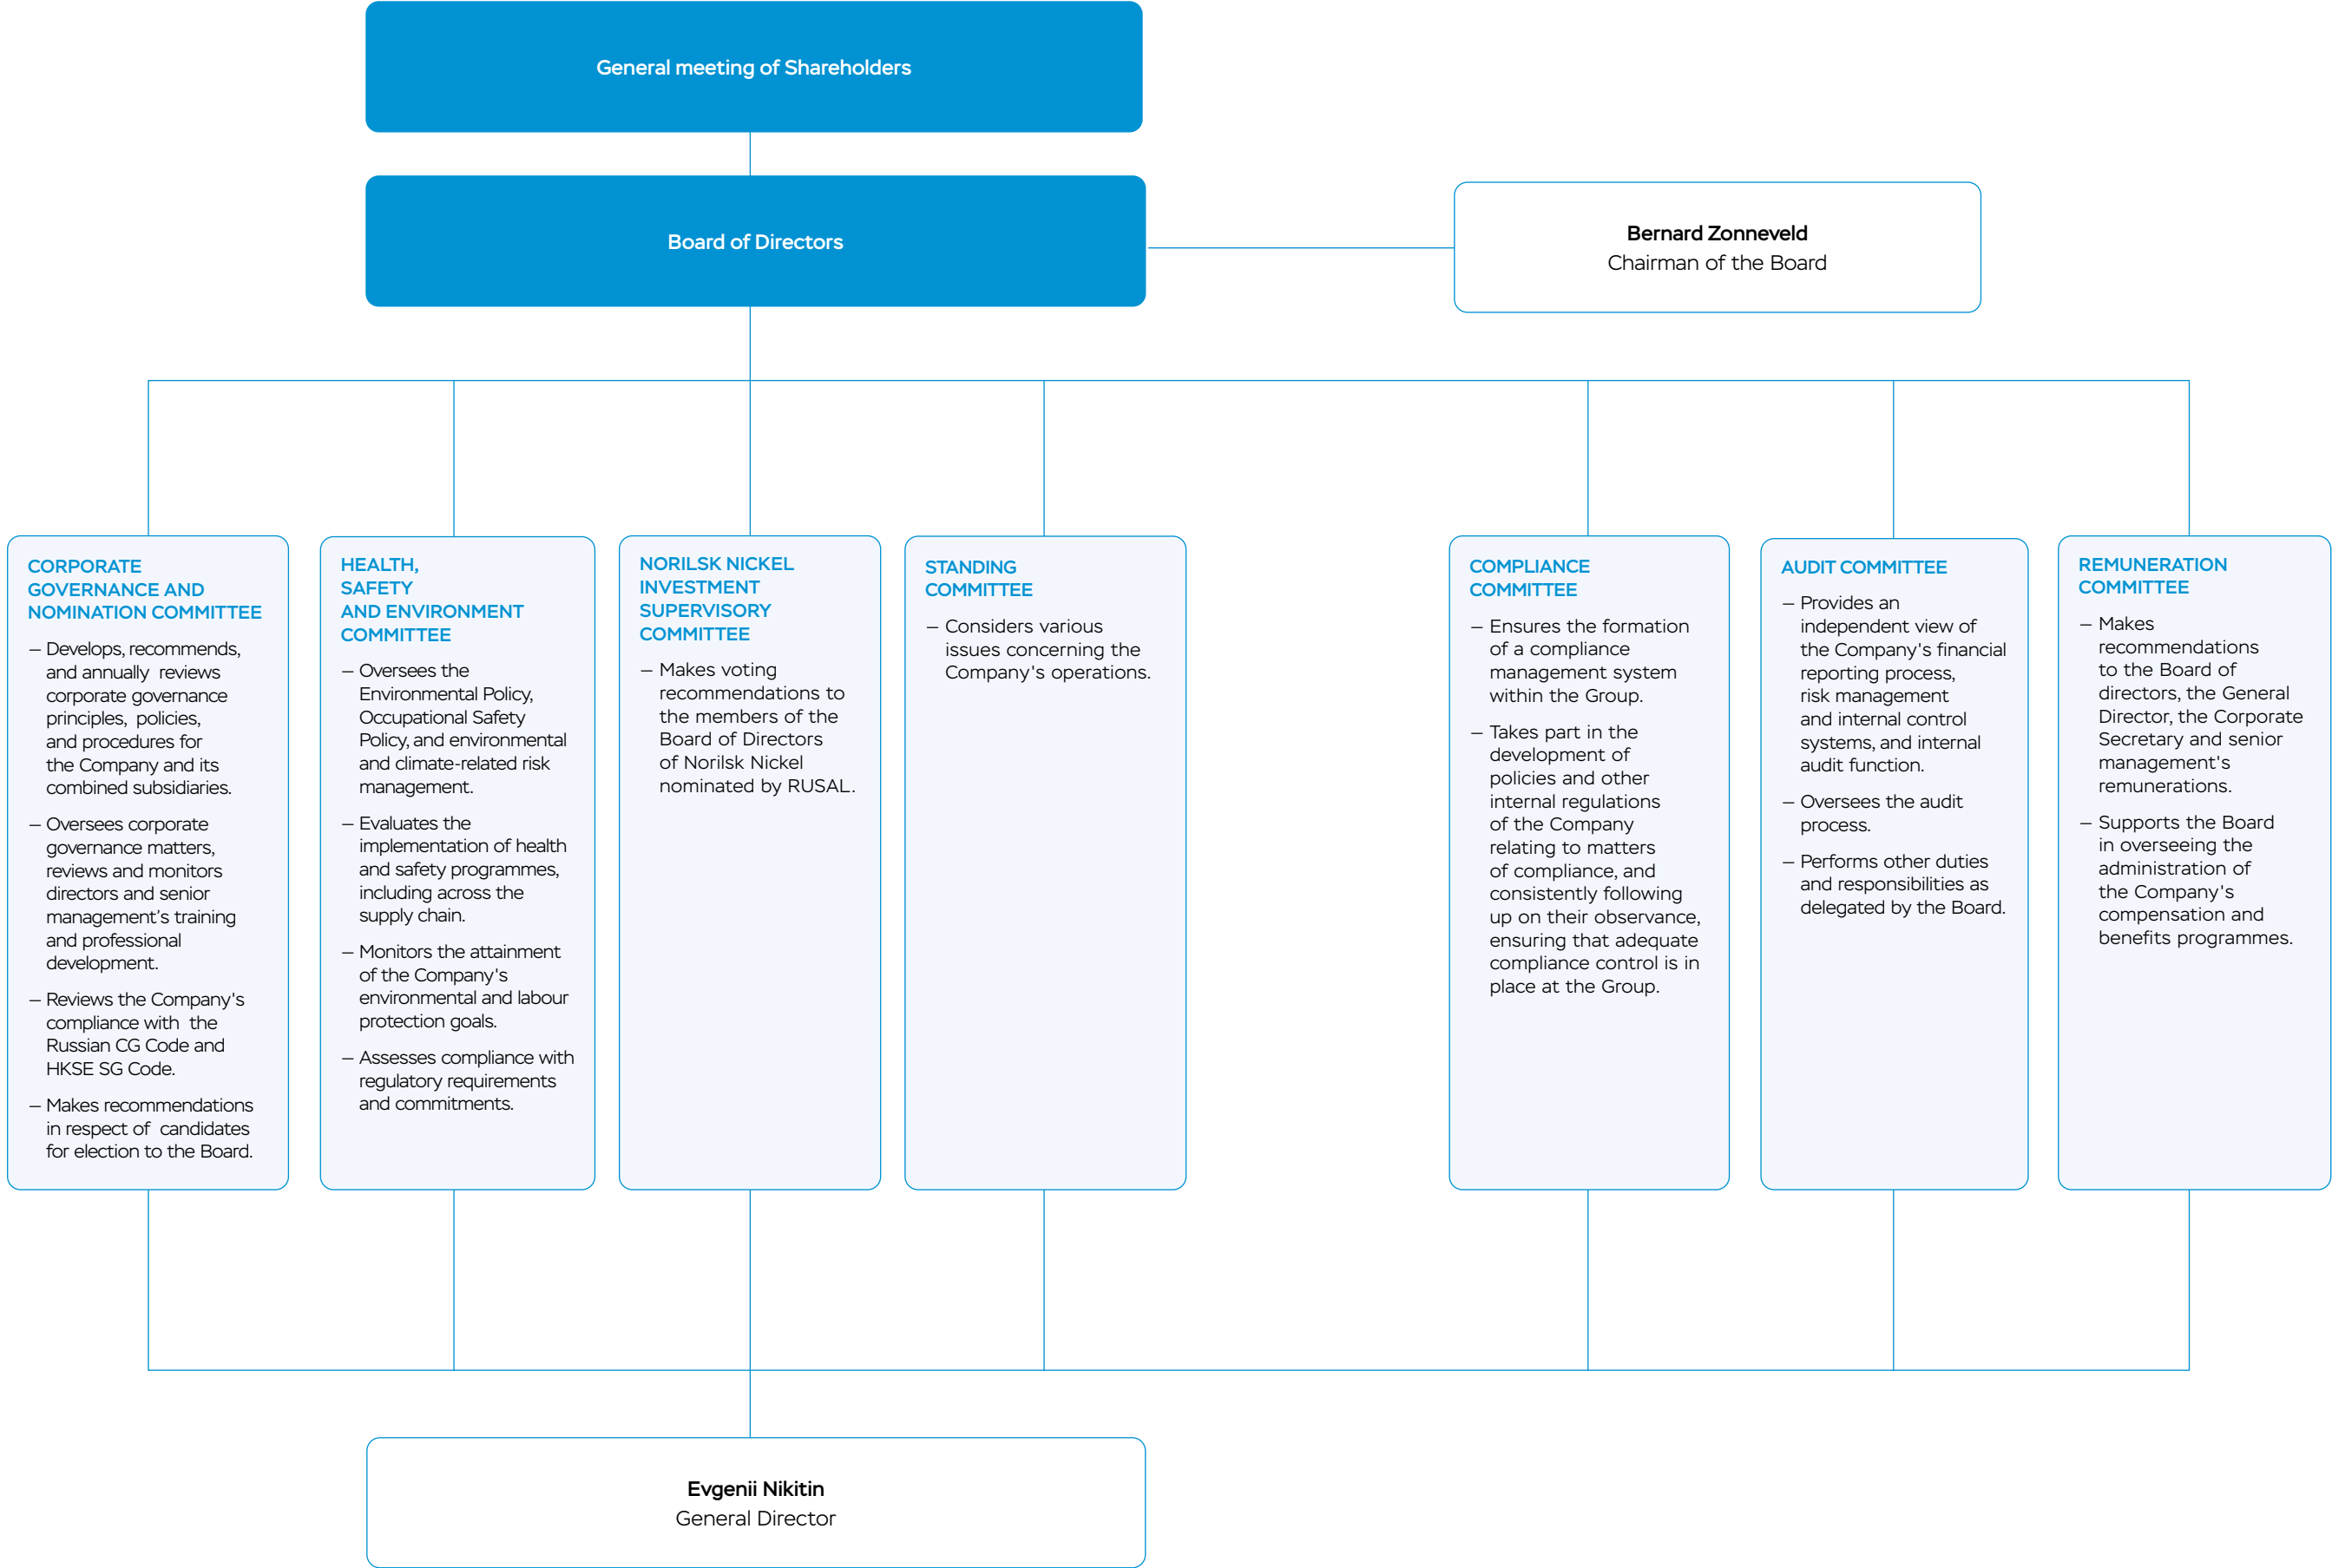 General meeting of Shareholders
Board of Directors
Bernard Zonneveld
Chairman of the Board
CORPORATE
GOVERNANCE AND
NOMINATION COMMITTEE
— Develops, recommends,
and annually reviews
corporate governance
principles, policies,
and procedures for
the Company and its
combined subsidiaries.
— Oversees corporate
governance matters,
reviews and monitors
directors and senior
management’s training
and professional
development.
— Reviews the Company's
compliance with the
Russian CG Code and
HKSE SG Code.
— Makes recommendations
in respect of candidates
for election to the Board.
HEALTH,
SAFETY
AND ENVIRONMENT
COMMITTEE
— Oversees the
Environmental Policy,
Occupational Safety
Policy, and environmental
and climate-related risk
management.
— Evaluates the
implementation of health
and safety programmes,
including across the
supply chain.
— Monitors the attainment
of the Company's
environmental and labour
protection goals.
— Assesses compliance with
regulatory requirements
and commitments.
NORILSK NICKEL
INVESTMENT
SUPERVISORY
COMMITTEE
— Makes voting
recommendations to
the members of the
Board of Directors
of Norilsk Nickel
nominated by RUSAL.
STANDING
COMMITTEE
— Considers various
issues concerning the
Company's operations.
COMPLIANCE
COMMITTEE
— Ensures the formation
of a compliance
management system
within the Group.
— Takes part in the
development of
policies and other
internal regulations
of the Company
relating to matters
of compliance, and
consistently following
up on their observance,
ensuring that adequate
compliance control is in
place at the Group.
AUDIT COMMITTEE
— Provides an
independent view of
the Company's financial
reporting process,
risk management
and internal control
systems, and internal
audit function.
— Oversees the audit
process.
— Performs other duties
and responsibilities as
delegated by the Board.
REMUNERATION
COMMITTEE
— Makes
recommendations
to the Board of
directors, the General
Director, the Corporate
Secretary and senior
management's
remunerations.
— Supports the Board
in overseeing the
administration of
the Company's
compensation and
benefits programmes.
Evgenii Nikitin
General Director